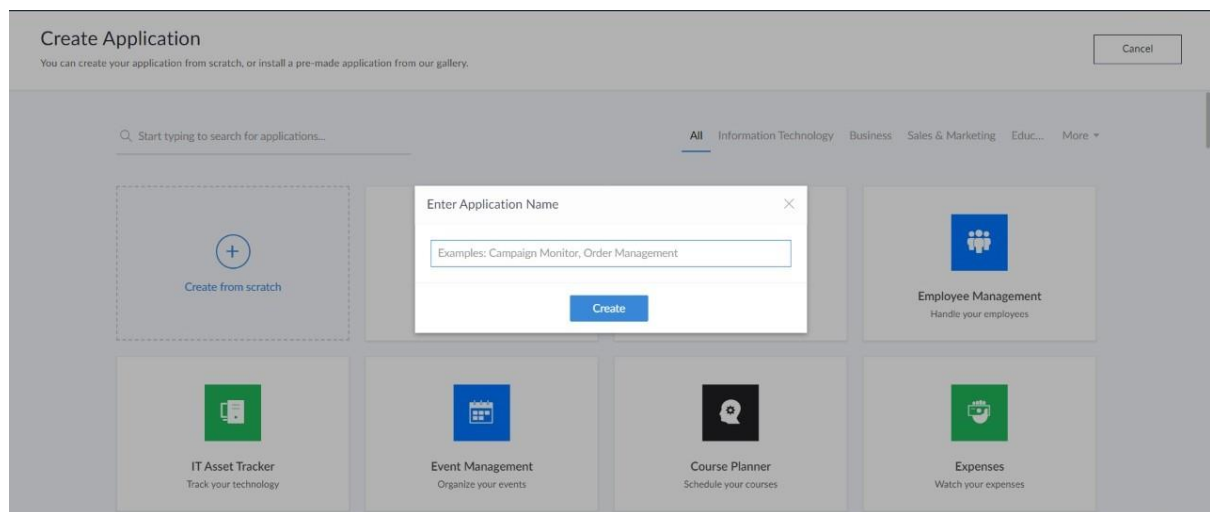 Create Application
Cancel
You can create your application from scratch, or install a pre-made application from our gallery.
Start typing to search for applications...
All Information Technology Business Sales & Marketing Educ... More
Enter Application Name
Examples: Campaign Monitor, Order Management
Create
Create from scratch
Employee Management
Handle your employees
IT Asset Tracker
Track your technology
Event Management
Organize your events
Course Planner
Schedule your courses
Expenses
Watch your expenses